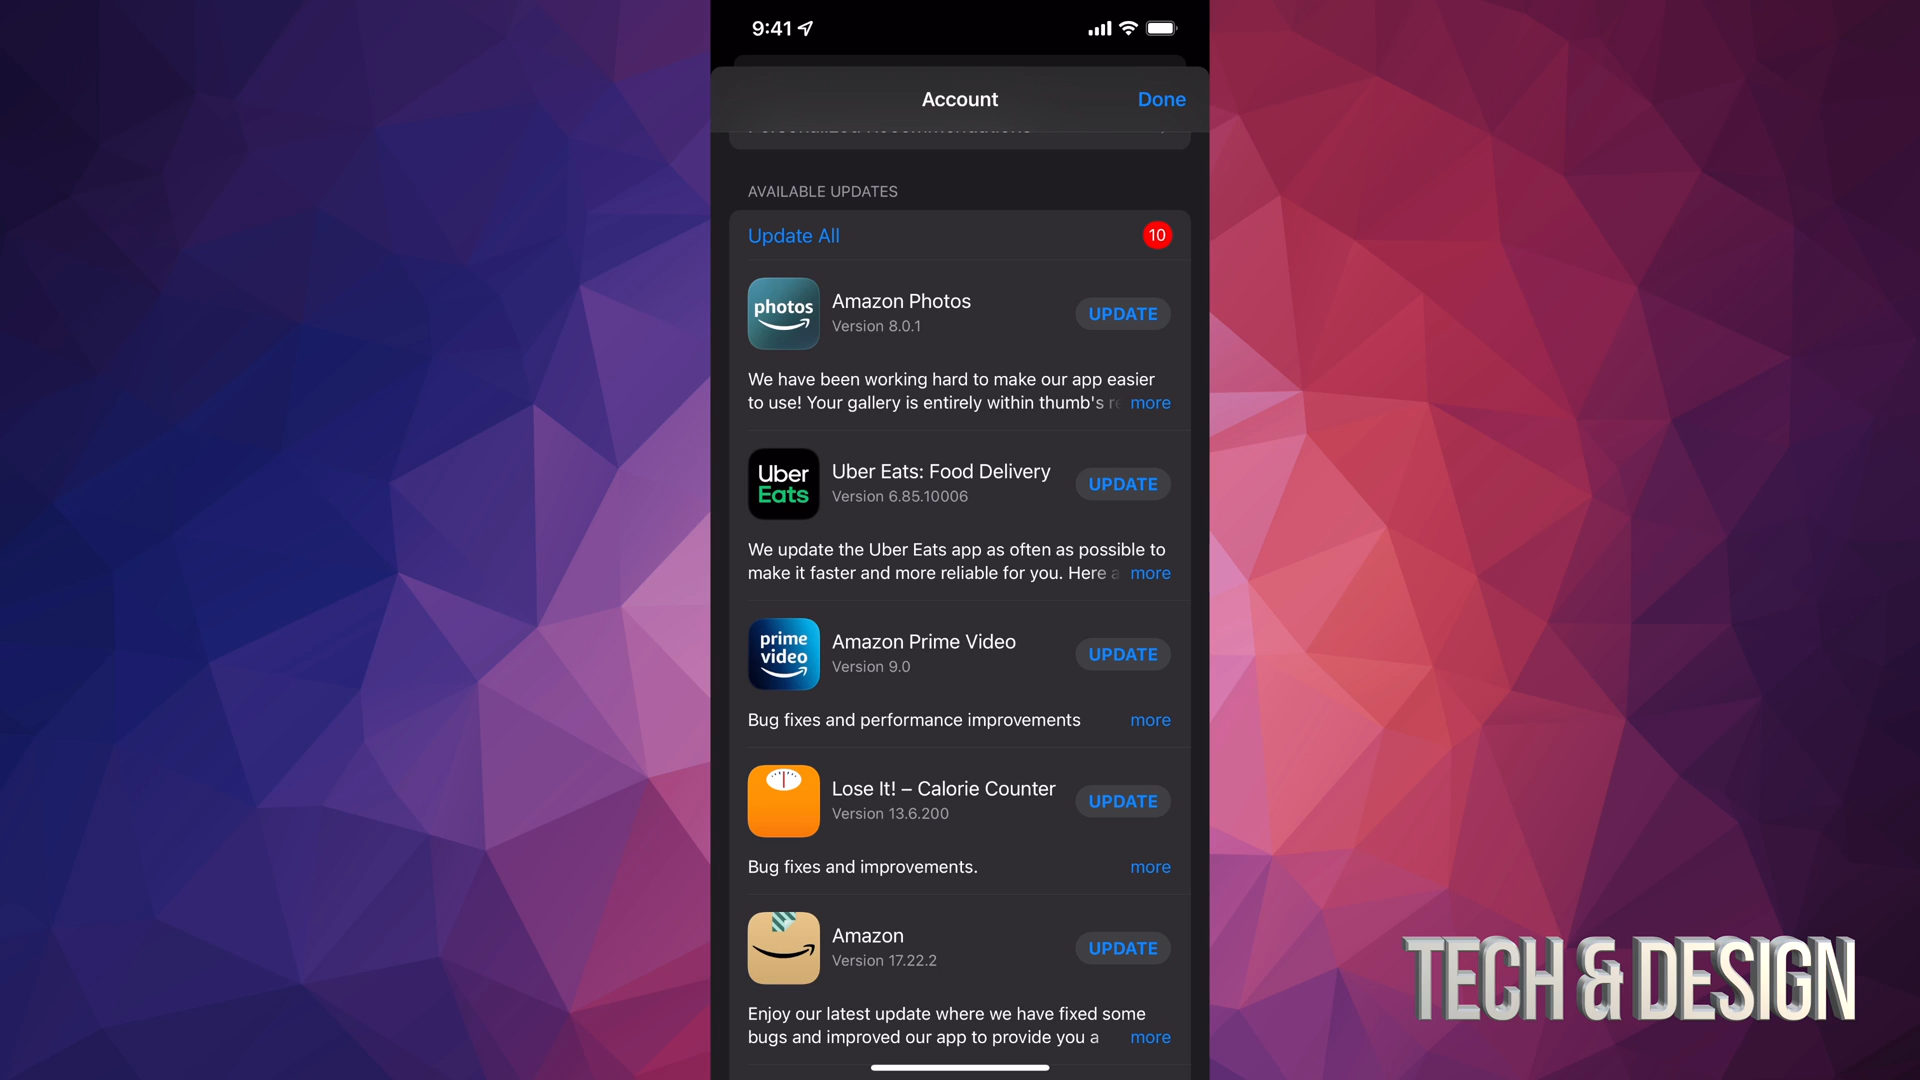 9:41
Account
Done
Personalized Recommendations
AVAILABLE UPDATES
Update All
10
photos
Amazon Photos
Version 8.0.1
UPDATE
We have been working hard to make our app easier
to use! Your gallery is entirely within thumb's
more
Uber
Eats
Uber Eats: Food Delivery
Version 6.85.10006
UPDATE
We update the Uber Eats app as often as possible to
make it faster and more reliable for you. Here
more
prime
video
Amazon Prime Video
Version 9.0
UPDATE
Bug fixes and performance improvements
more
Lose It! – Calorie Counter
Version 13.6.200
UPDATE
Bug fixes and improvements.
more
Amazon
Version 17.22.2
UPDATE
Enjoy our latest update where we have fixed some
bugs and improved our app to provide you a
more
TECH & DESIGN